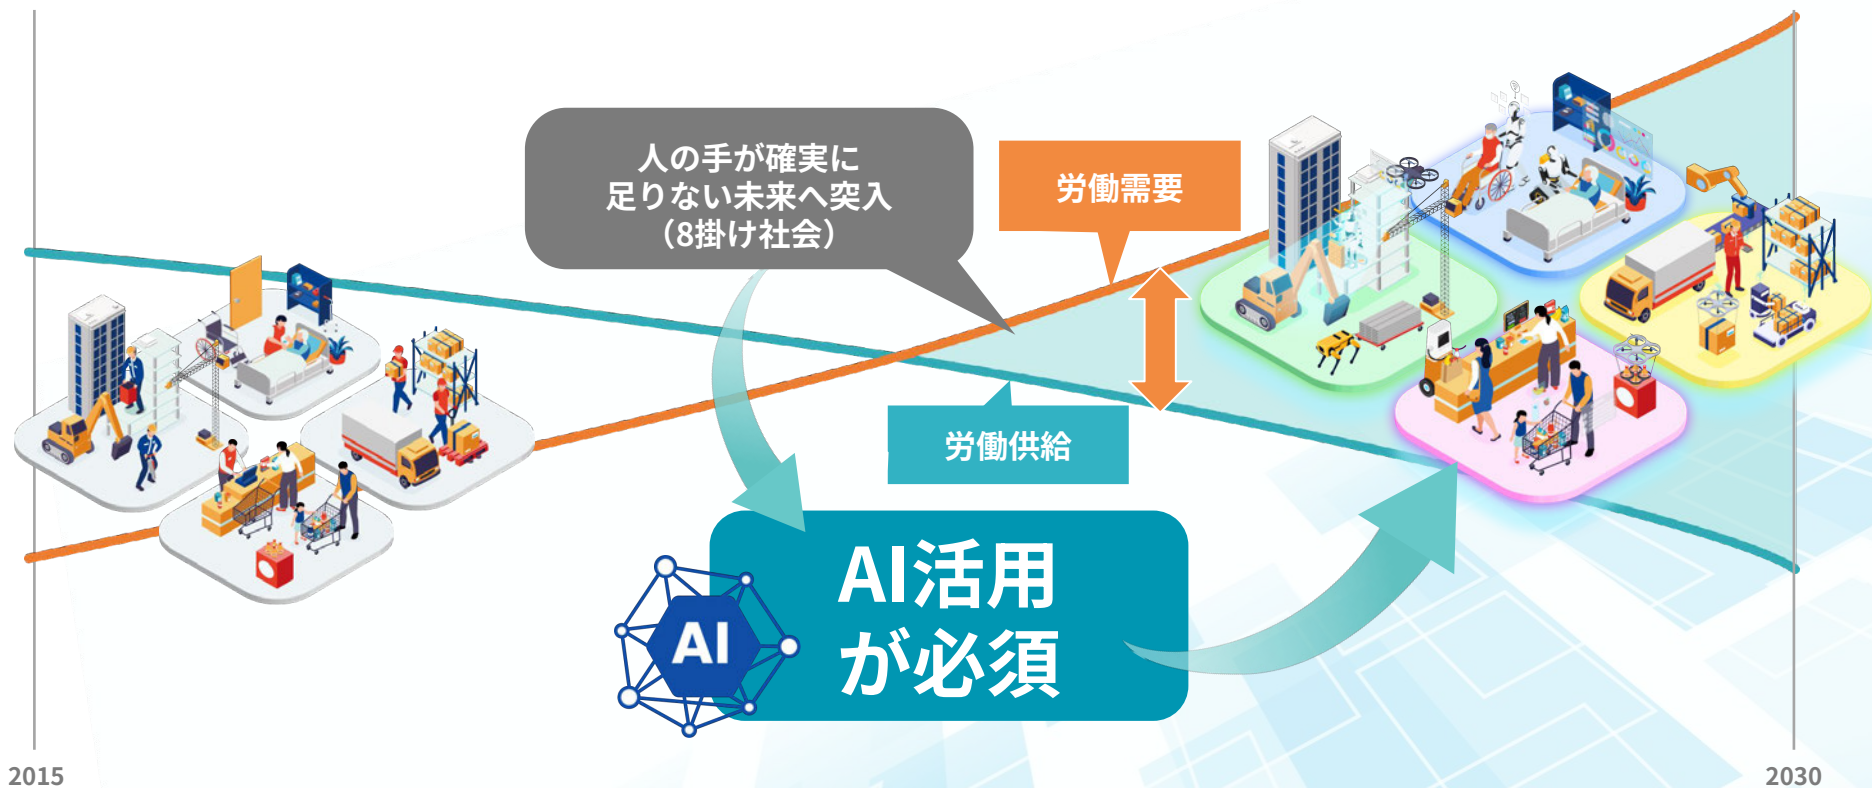 人の手が確実に
足りない未来へ突入
（8掛け社会）
労働需要
労働供給
AI活用
が必須
AI
2015
2030